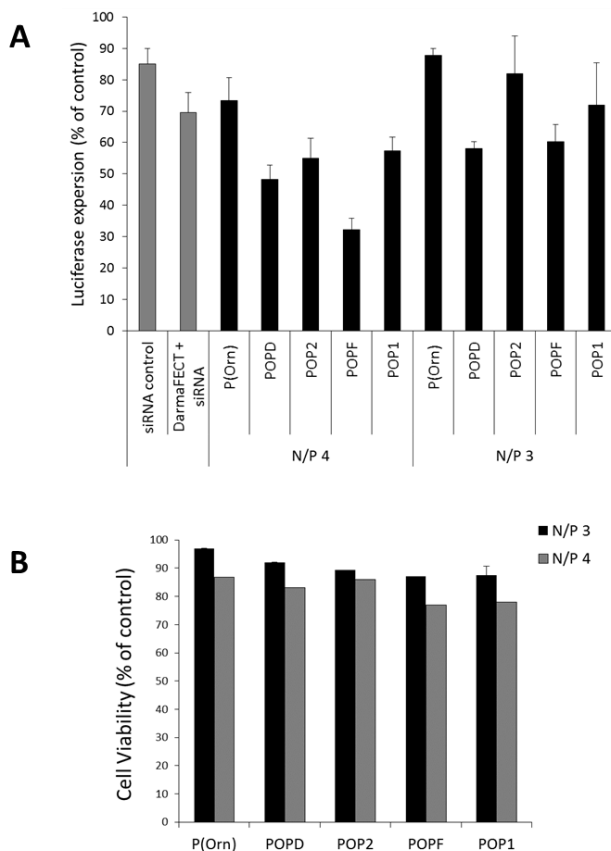 A
Luciferase expersion (% of control)
100
90
80
70
60
50
40
30
20
10
0
siRNA control
DarmaFECT +
siRNA
P(Orn)
POPD
POP2
POPF
POP1
P(Orn)
POPD
POP2
POPF
POP1
N/P 4
N/P 3
B
N/P 3
N/P 4
Cell Viability (% of control)
100
90
80
70
60
50
40
30
20
10
0
P(Orn)
POPD
POP2
POPF
POP1